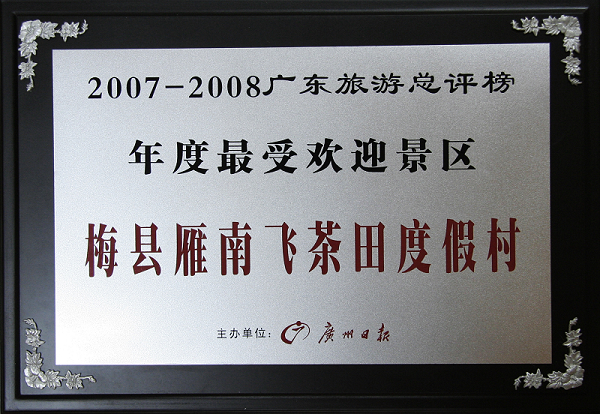 2007-2008广东旅游总评榜
年度最受欢迎景区
梅县雁南飞茶田度假村
主办单位: 廣州日报